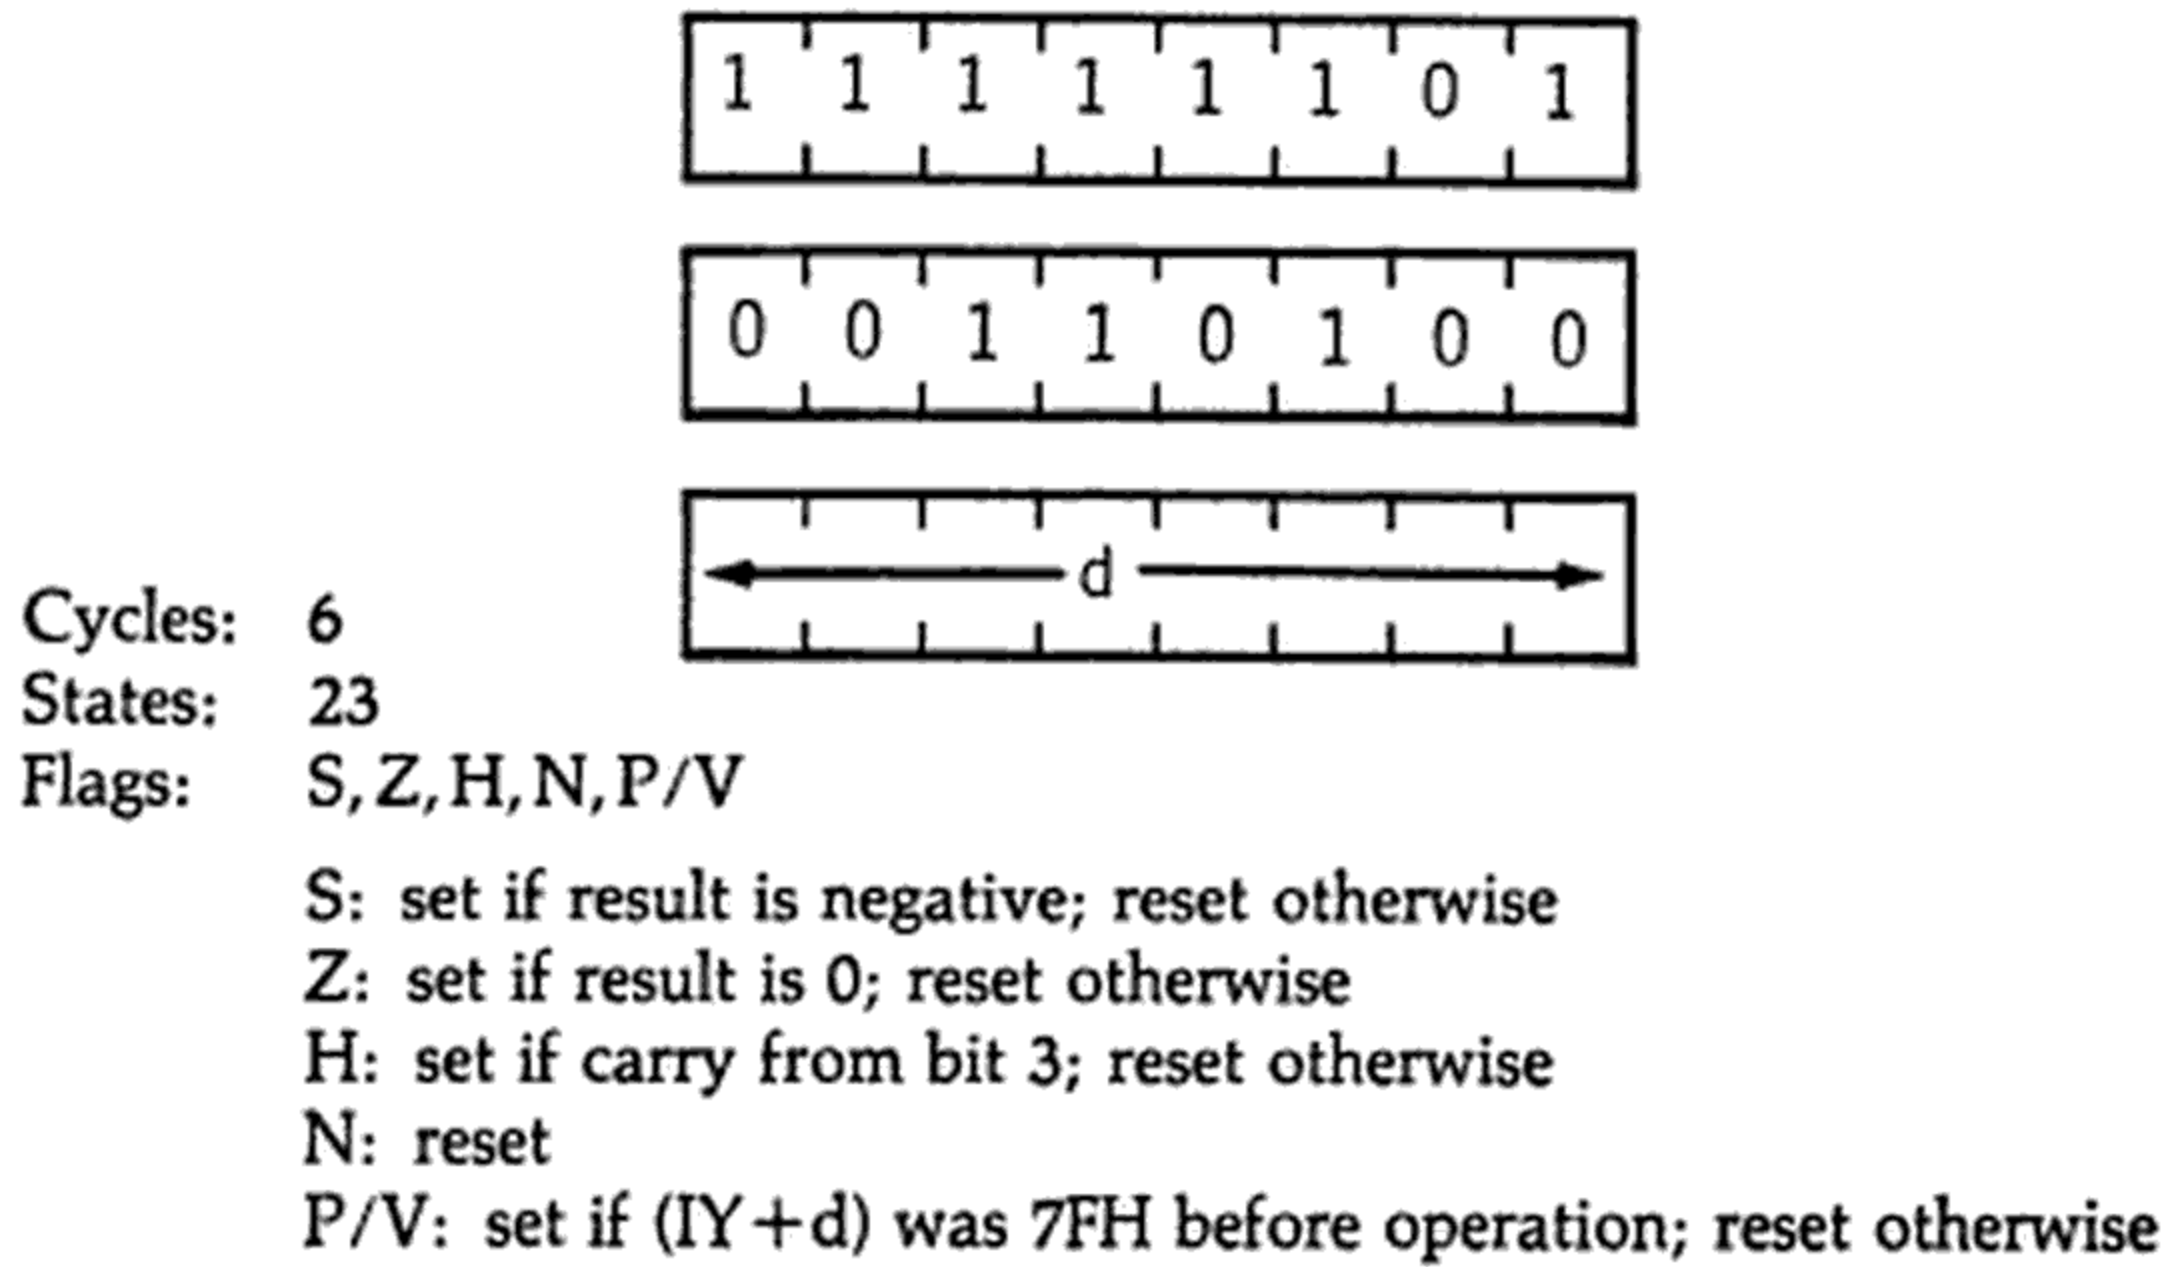 1 1 1 1 1 1 0 1
0 0 1 1 0 1 0 0
d
Cycles: 6
States: 23
Flags: S, Z, H, N, P/V
S: set if result is negative; reset otherwise
Z: set if result is 0; reset otherwise
H: set if carry from bit 3; reset otherwise
N: reset
P/V: set if (IY+d) was 7FH before operation; reset otherwise